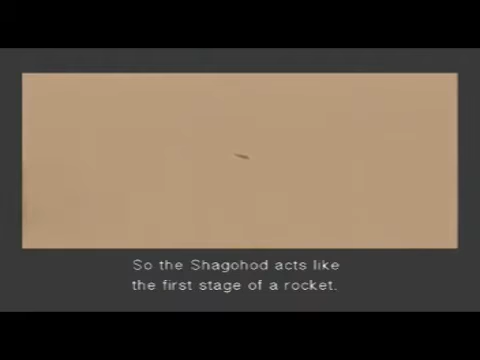 So the Shagohod acts like
the first stage of a rocket.